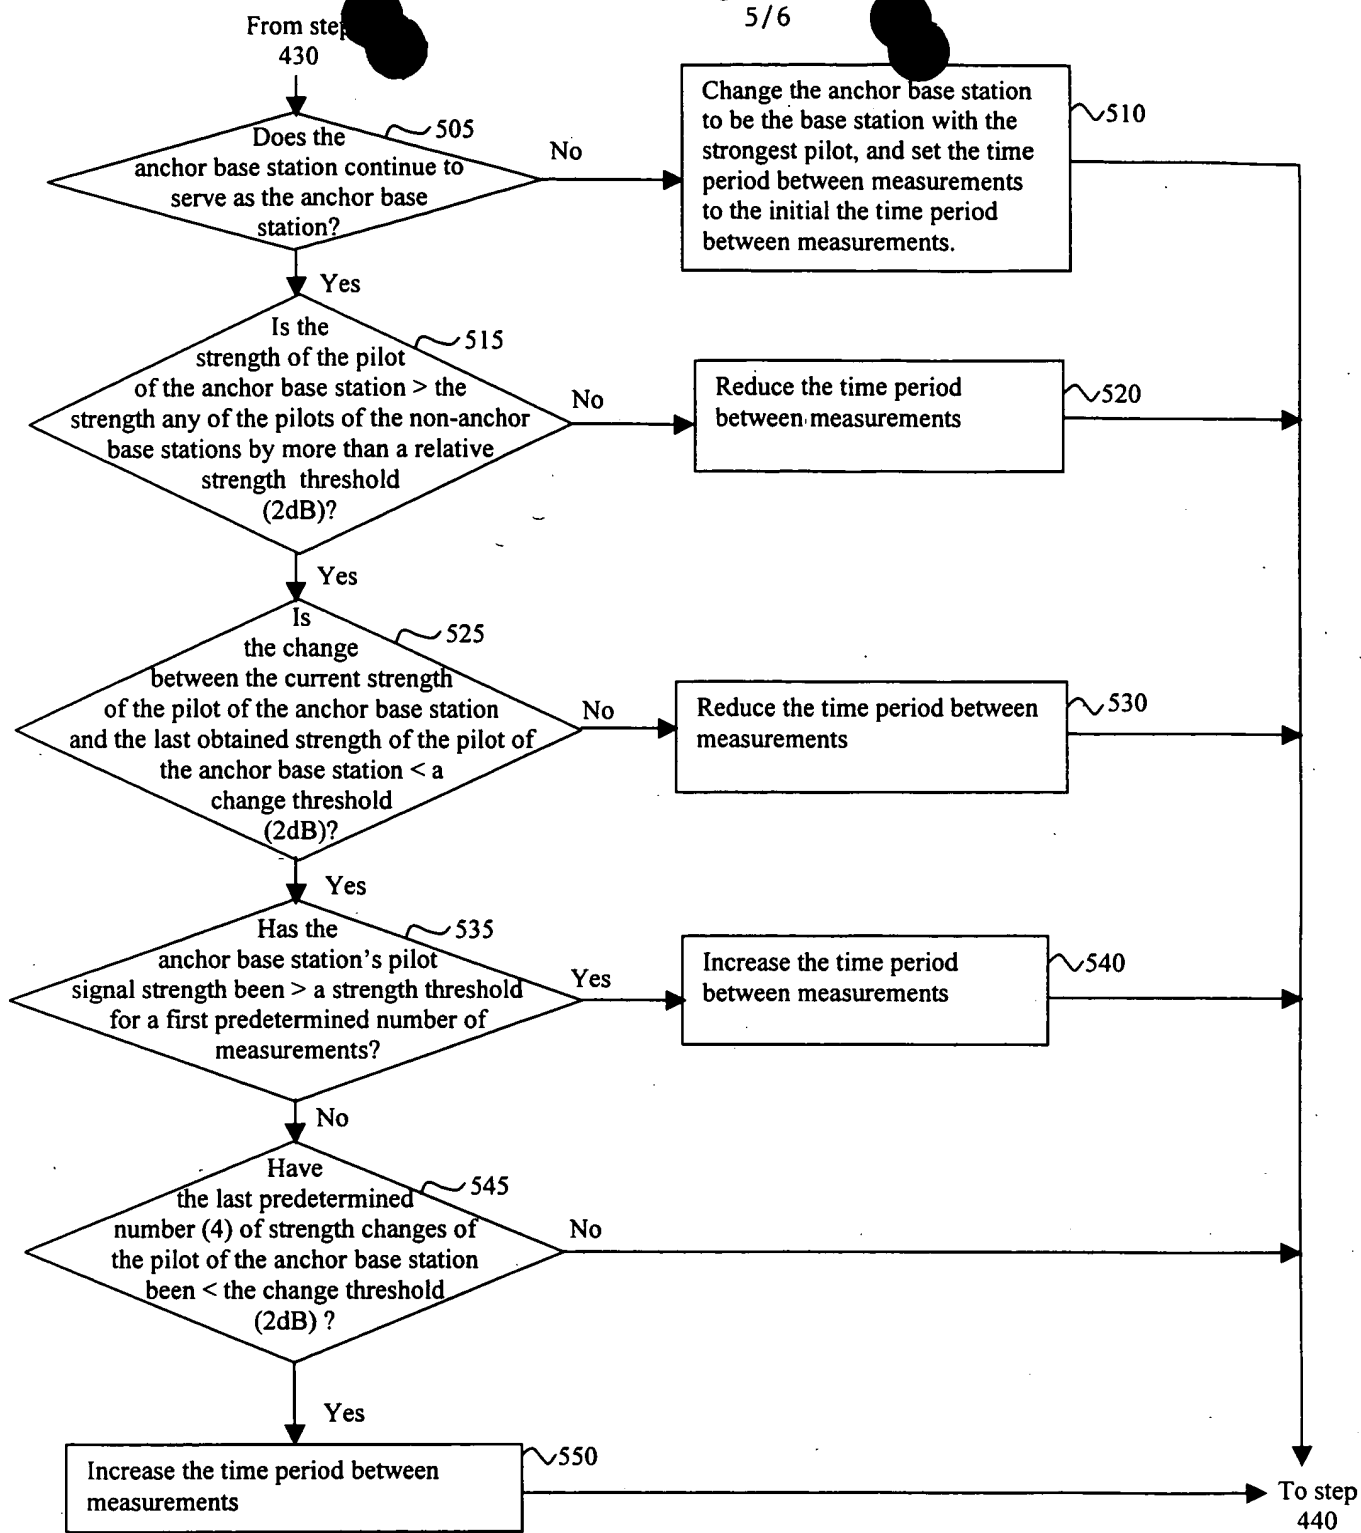 5/6
From step
430
Does the
anchor base station continue to
serve as the anchor base
station?
505
No
Change the anchor base station
to be the base station with the
strongest pilot, and set the time
period between measurements
to the initial the time period
between measurements.
510
Yes
Is the
strength of the pilot
of the anchor base station > the
strength any of the pilots of the non-anchor
base stations by more than a relative
strength threshold
(2dB)?
515
No
Reduce the time period
between measurements
520
Yes
Is
the change
between the current strength
of the pilot of the anchor base station
and the last obtained strength of the pilot of
the anchor base station < a
change threshold
(2dB)?
525
No
Reduce the time period between
measurements
530
Yes
Has the
anchor base station's pilot
signal strength been > a strength threshold
for a first predetermined number of
measurements?
535
Yes
Increase the time period
between measurements
540
No
Have
the last predetermined
number (4) of strength changes of
the pilot of the anchor base station
been < the change threshold
(2dB) ?
545
No
Yes
Increase the time period between
measurements
550
To step
440